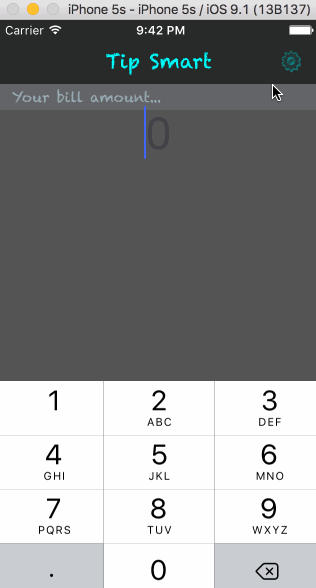 iPhone 5s - iPhone 5s / iOS 9.1 (13B137)
Carrier 9:42 PM
Tip Smart
Your bill amount...
0
1 2 3
ABC DEF
4 5 6
GHI JKL MNO
7 8 9
PQRS TUV WXYZ
. 0